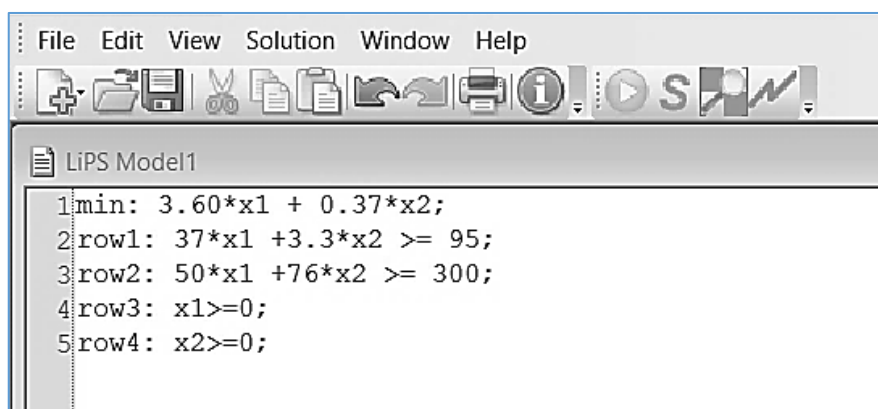 File Edit View Solution Window Help
S
LiPS Model1
1 min: 3.60*x1 + 0.37*x2;
2 row1: 37*x1 +3.3*x2 >= 95;
3 row2: 50*x1 +76*x2 >= 300;
4 row3: x1>=0;
5 row4: x2>=0;